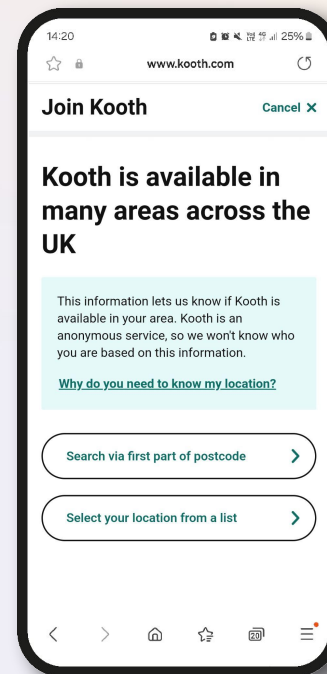 14:20 25%
www.kooth.com
Join Kooth Cancel
Kooth is available in
many areas across the
UK
This information lets us know if Kooth is
available in your area. Kooth is an
anonymous service, so we won't know who
you are based on this information.
Why do you need to know my location?
Search via first part of postcode
Select your location from a list
20